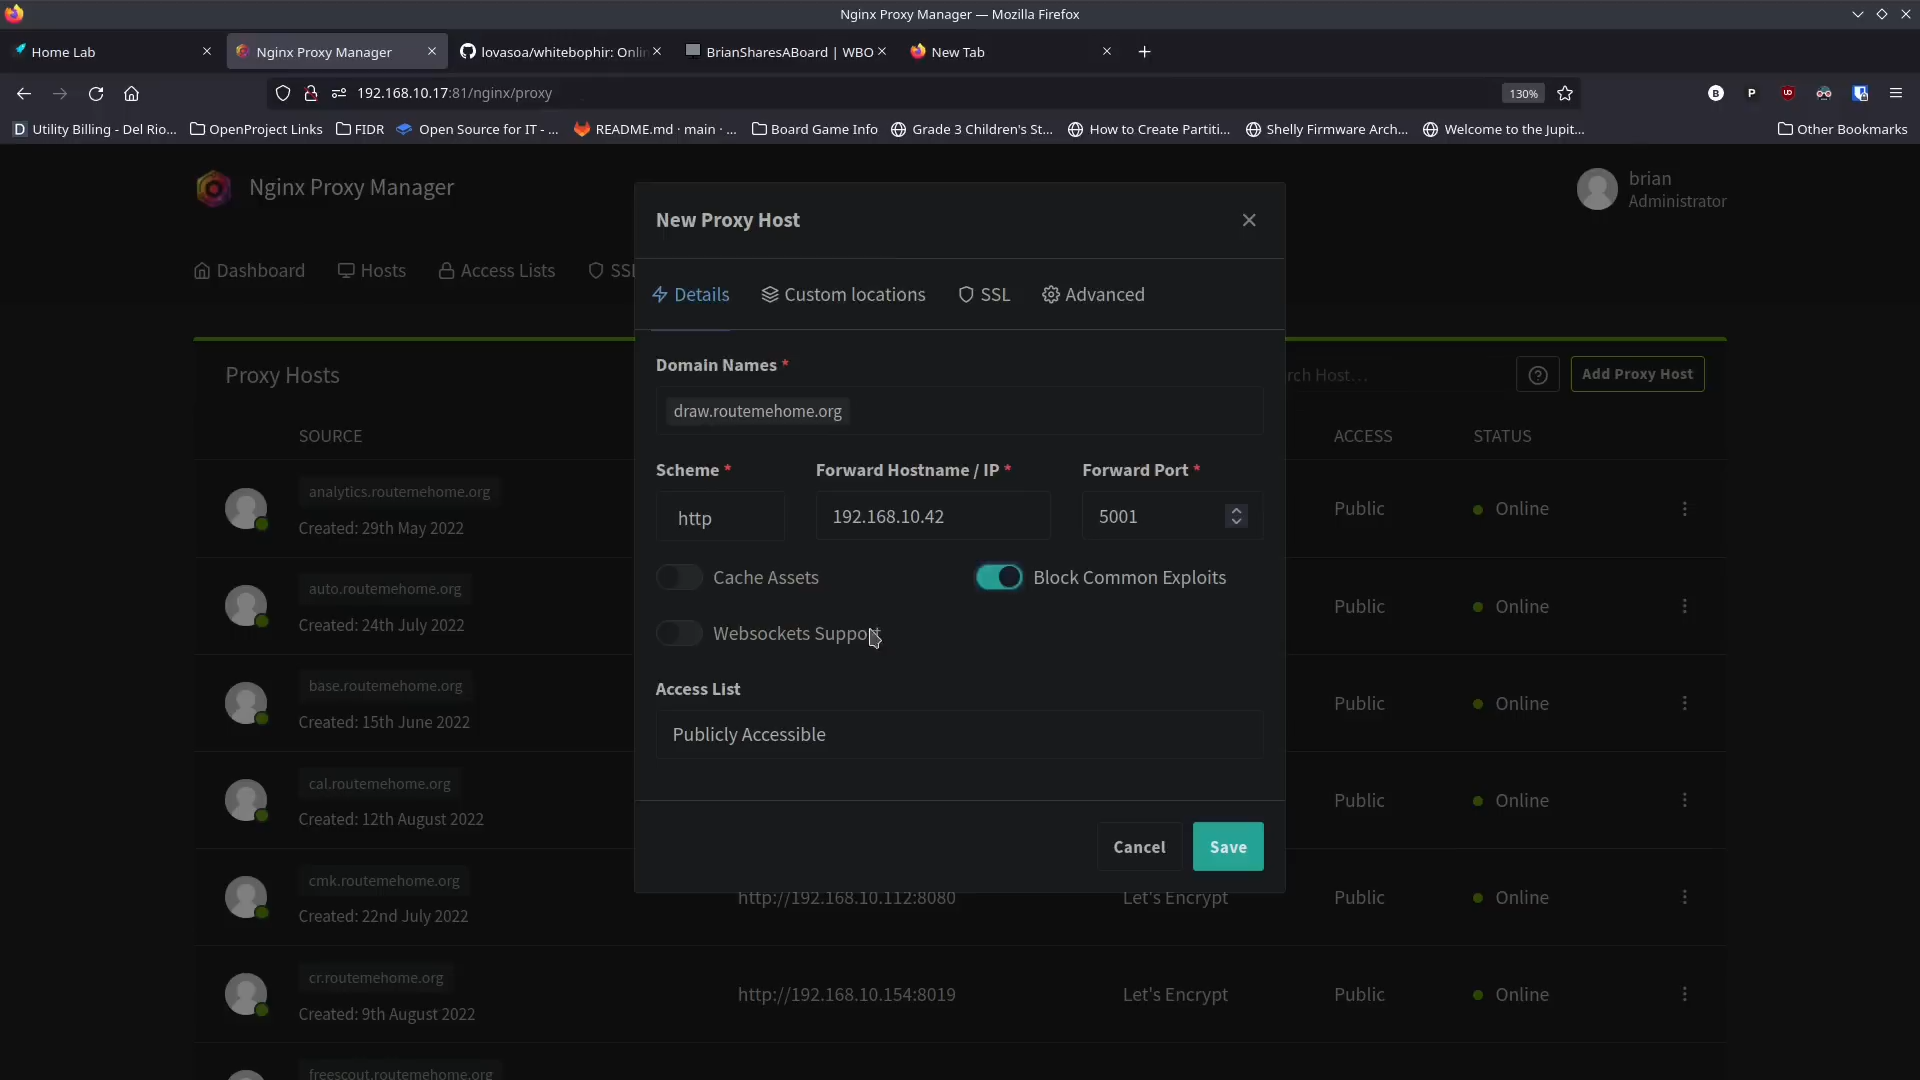 Nginx Proxy Manager — Mozilla Firefox
Home Lab
Nginx Proxy Manager
lovasoa/whitebophir: Onlin
BrianSharesABoard | WBO
New Tab
192.168.10.17:81/nginx/proxy
130%
Utility Billing - Del Rio...
OpenProject Links
FIDR
Open Source for IT - ...
README.md · main · ...
Board Game Info
Grade 3 Children's St...
How to Create Partiti...
Shelly Firmware Arch...
Welcome to the Jupit...
Other Bookmarks
Nginx Proxy Manager
brian
Administrator
Dashboard
Hosts
Access Lists
SSL
Proxy Hosts
rch Host...
Add Proxy Host
SOURCE
ACCESS
STATUS
analytics.routemehome.org
Created: 29th May 2022
Public
Online
auto.routemehome.org
Created: 24th July 2022
Public
Online
base.routemehome.org
Created: 15th June 2022
Public
Online
cal.routemehome.org
Created: 12th August 2022
Public
Online
cmk.routemehome.org
Created: 22nd July 2022
http://192.168.10.112:8080
Let's Encrypt
Public
Online
cr.routemehome.org
Created: 9th August 2022
http://192.168.10.154:8019
Let's Encrypt
Public
Online
freescout.routemehome.org
New Proxy Host
Details
Custom locations
SSL
Advanced
Domain Names *
draw.routemehome.org
Scheme *
Forward Hostname / IP *
Forward Port *
http
192.168.10.42
5001
Cache Assets
Block Common Exploits
Websockets Support
Access List
Publicly Accessible
Cancel
Save